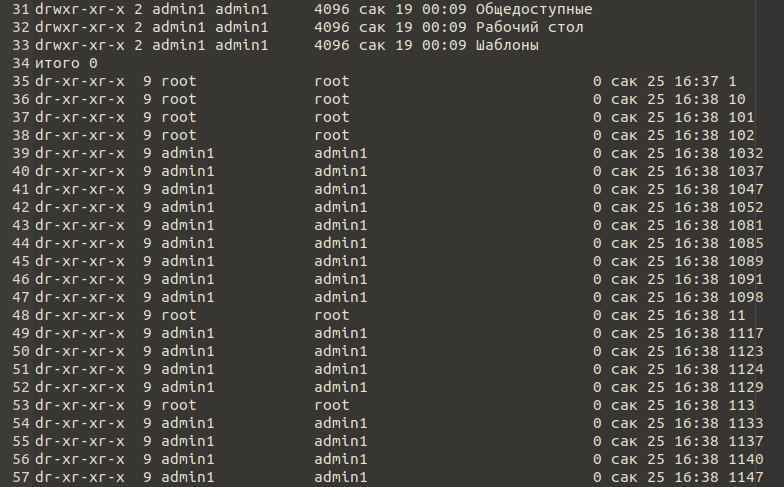 31 drwxr-xr-x 2 admin1 admin1     4096 сак 19 00:09 Общедоступные
32 drwxr-xr-x 2 admin1 admin1     4096 сак 19 00:09 Рабочий стол
33 drwxr-xr-x 2 admin1 admin1     4096 сак 19 00:09 Шаблоны
34 итого 0
35 dr-xr-xr-x  9 root             root                           0 сак 25 16:37 1
36 dr-xr-xr-x  9 root             root                           0 сак 25 16:38 10
37 dr-xr-xr-x  9 root             root                           0 сак 25 16:38 101
38 dr-xr-xr-x  9 root             root                           0 сак 25 16:38 102
39 dr-xr-xr-x  9 admin1           admin1                         0 сак 25 16:38 1032
40 dr-xr-xr-x  9 admin1           admin1                         0 сак 25 16:38 1037
41 dr-xr-xr-x  9 admin1           admin1                         0 сак 25 16:38 1047
42 dr-xr-xr-x  9 admin1           admin1                         0 сак 25 16:38 1052
43 dr-xr-xr-x  9 admin1           admin1                         0 сак 25 16:38 1081
44 dr-xr-xr-x  9 admin1           admin1                         0 сак 25 16:38 1085
45 dr-xr-xr-x  9 admin1           admin1                         0 сак 25 16:38 1089
46 dr-xr-xr-x  9 admin1           admin1                         0 сак 25 16:38 1091
47 dr-xr-xr-x  9 admin1           admin1                         0 сак 25 16:38 1098
48 dr-xr-xr-x  9 root             root                           0 сак 25 16:38 11
49 dr-xr-xr-x  9 admin1           admin1                         0 сак 25 16:38 1117
50 dr-xr-xr-x  9 admin1           admin1                         0 сак 25 16:38 1123
51 dr-xr-xr-x  9 admin1           admin1                         0 сак 25 16:38 1124
52 dr-xr-xr-x  9 admin1           admin1                         0 сак 25 16:38 1129
53 dr-xr-xr-x  9 root             root                           0 сак 25 16:38 113
54 dr-xr-xr-x  9 admin1           admin1                         0 сак 25 16:38 1133
55 dr-xr-xr-x  9 admin1           admin1                         0 сак 25 16:38 1137
56 dr-xr-xr-x  9 admin1           admin1                         0 сак 25 16:38 1140
57 dr-xr-xr-x  9 admin1           admin1                         0 сак 25 16:38 1147